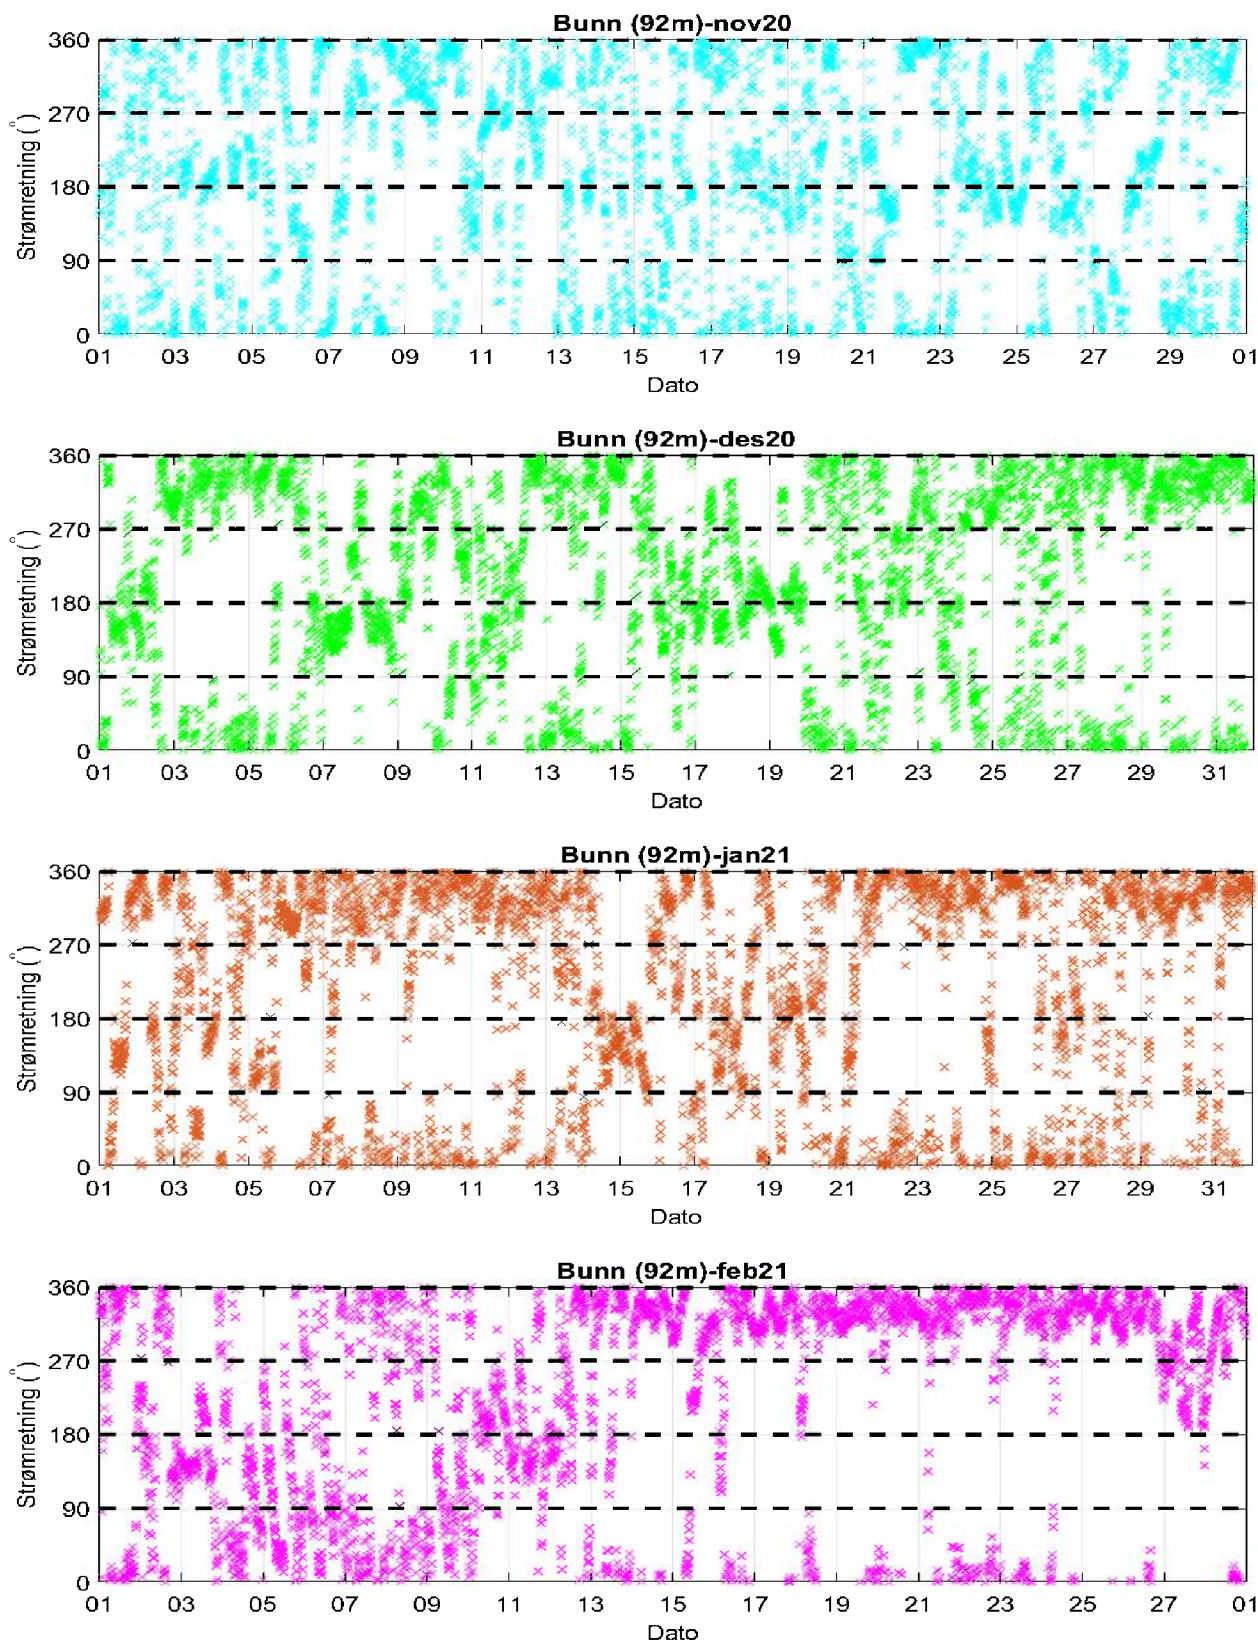 Bunn (92m)-nov20
360
270
180
90
0
Strømretning (°)
01 03 05 07 09 11 13 15 17 19 21 23 25 27 29 01
Dato
Bunn (92m)-des20
360
270
180
90
0
Strømretning (°)
01 03 05 07 09 11 13 15 17 19 21 23 25 27 29 31
Dato
Bunn (92m)-jan21
360
270
180
90
0
Strømretning (°)
01 03 05 07 09 11 13 15 17 19 21 23 25 27 29 31
Dato
Bunn (92m)-feb21
360
270
180
90
0
Strømretning (°)
01 03 05 07 09 11 13 15 17 19 21 23 25 27 01
Dato